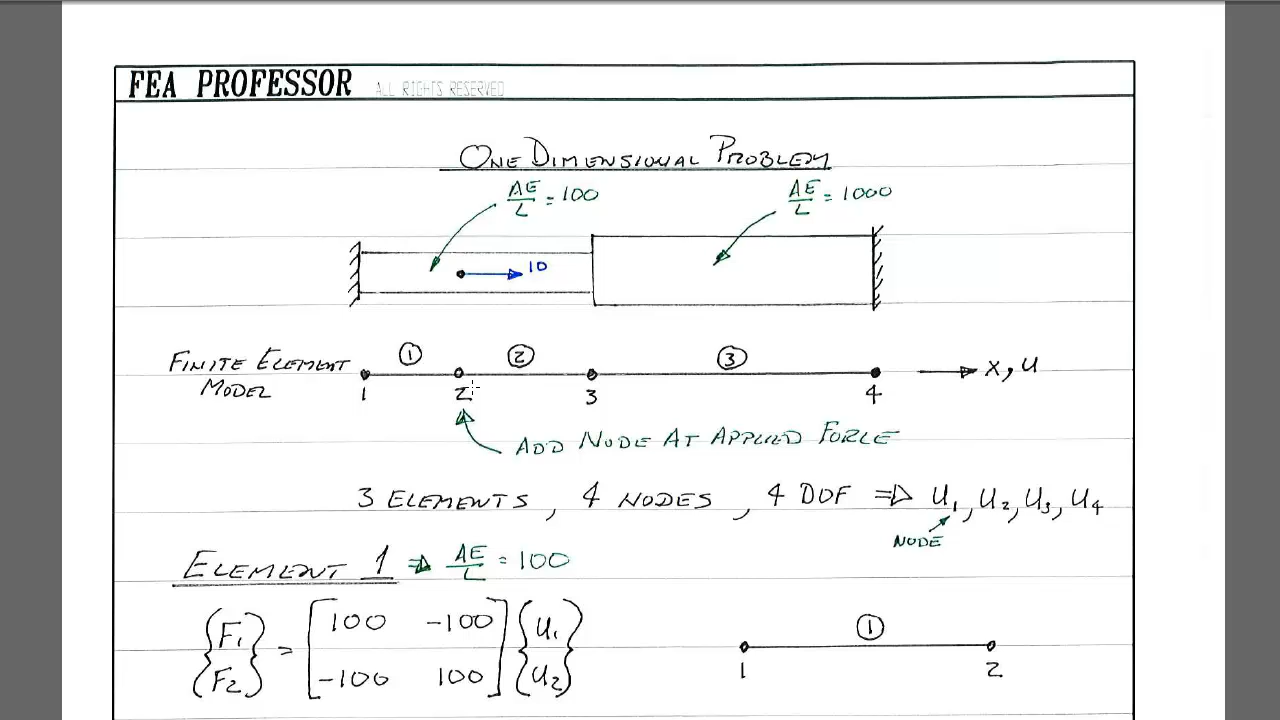 FEA PROFESSOR ALL RIGHTS RESERVED
ONE DIMENSIONAL PROBLEM
AE/L = 100
AE/L = 1000
10
FINITE ELEMENT MODEL
① ② ③
1 2 3 4
x, u
ADD NODE AT APPLIED FORCE
3 ELEMENTS, 4 NODES, 4 DOF ⇒ U1, U2, U3, U4
NODE
ELEMENT 1 ⇒ AE/L = 100
{F1 F2} = [100 -100 -100 100] {U1 U2}
①
1 2